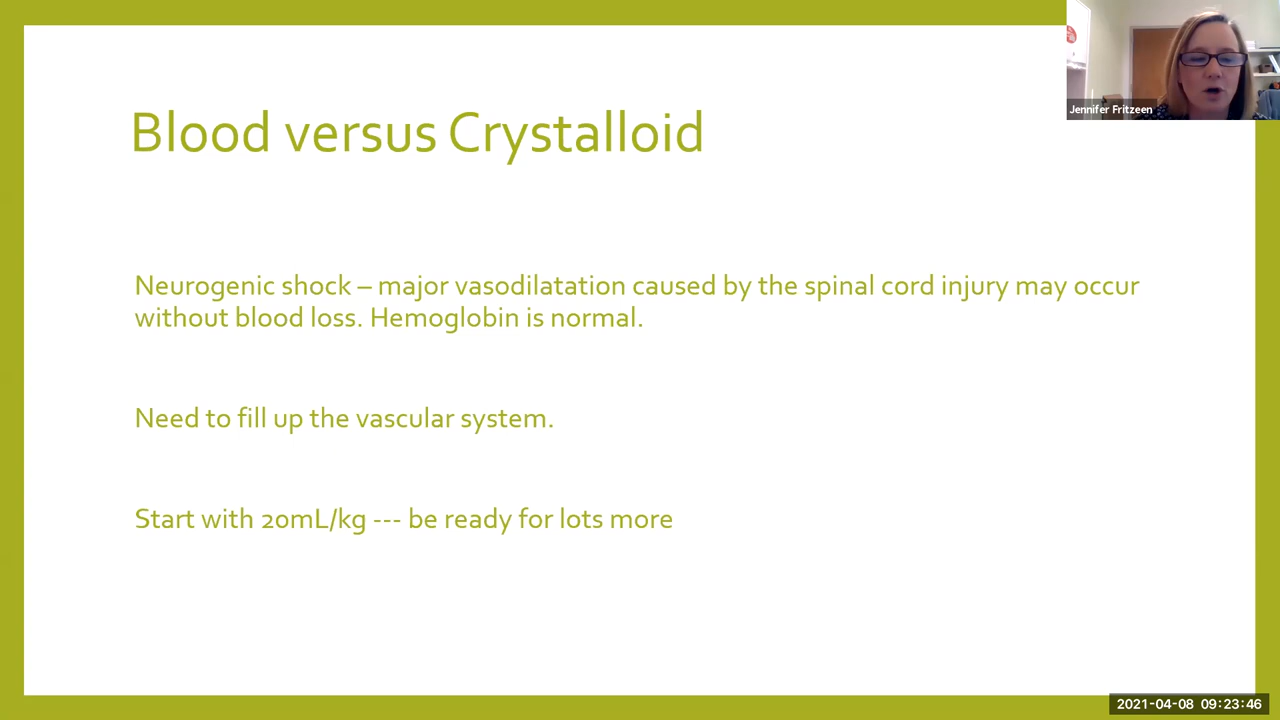 Blood versus Crystalloid
Jennifer Fritzeen
Neurogenic shock – major vasodilatation caused by the spinal cord injury may occur
without blood loss. Hemoglobin is normal.
Need to fill up the vascular system.
Start with 20mL/kg --- be ready for lots more
2021-04-08 09:23:46